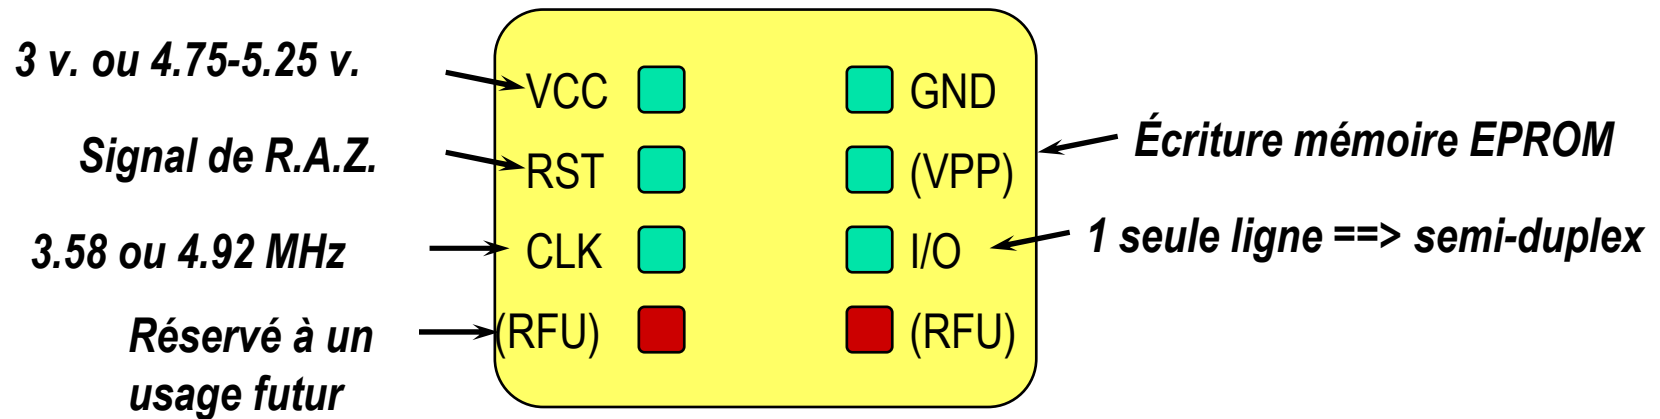 3 v. ou 4.75-5.25 v.
VCC
GND
Signal de R.A.Z.
RST
(VPP)
Écriture mémoire EPROM
3.58 ou 4.92 MHz
CLK
I/O
1 seule ligne ==> semi-duplex
Réservé à un
usage futur
(RFU)
(RFU)